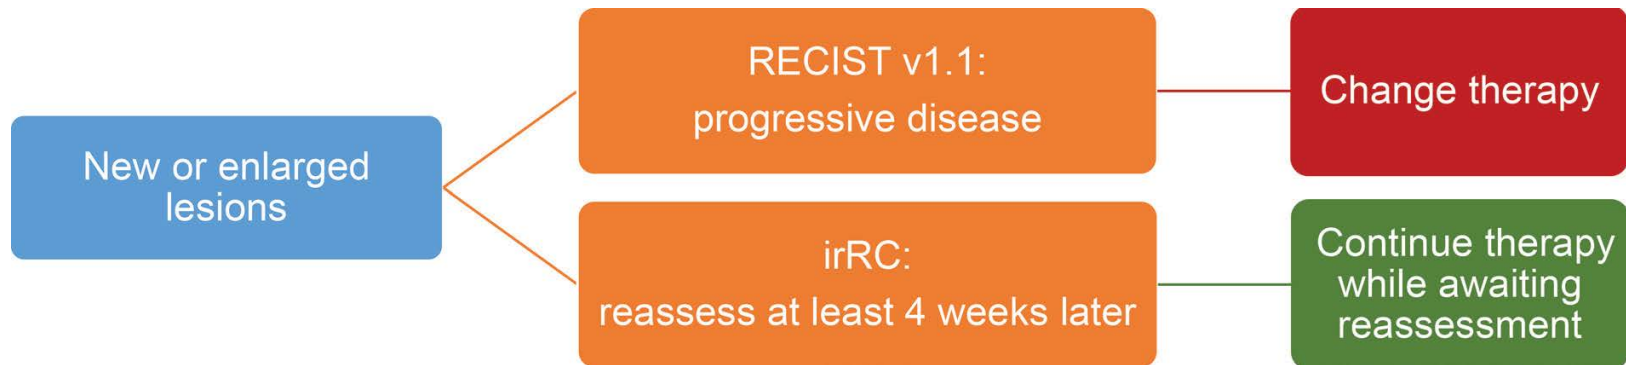 New or enlarged
lesions
RECIST v1.1:
progressive disease
Change therapy
irRC:
reassess at least 4 weeks later
Continue therapy
while awaiting
reassessment